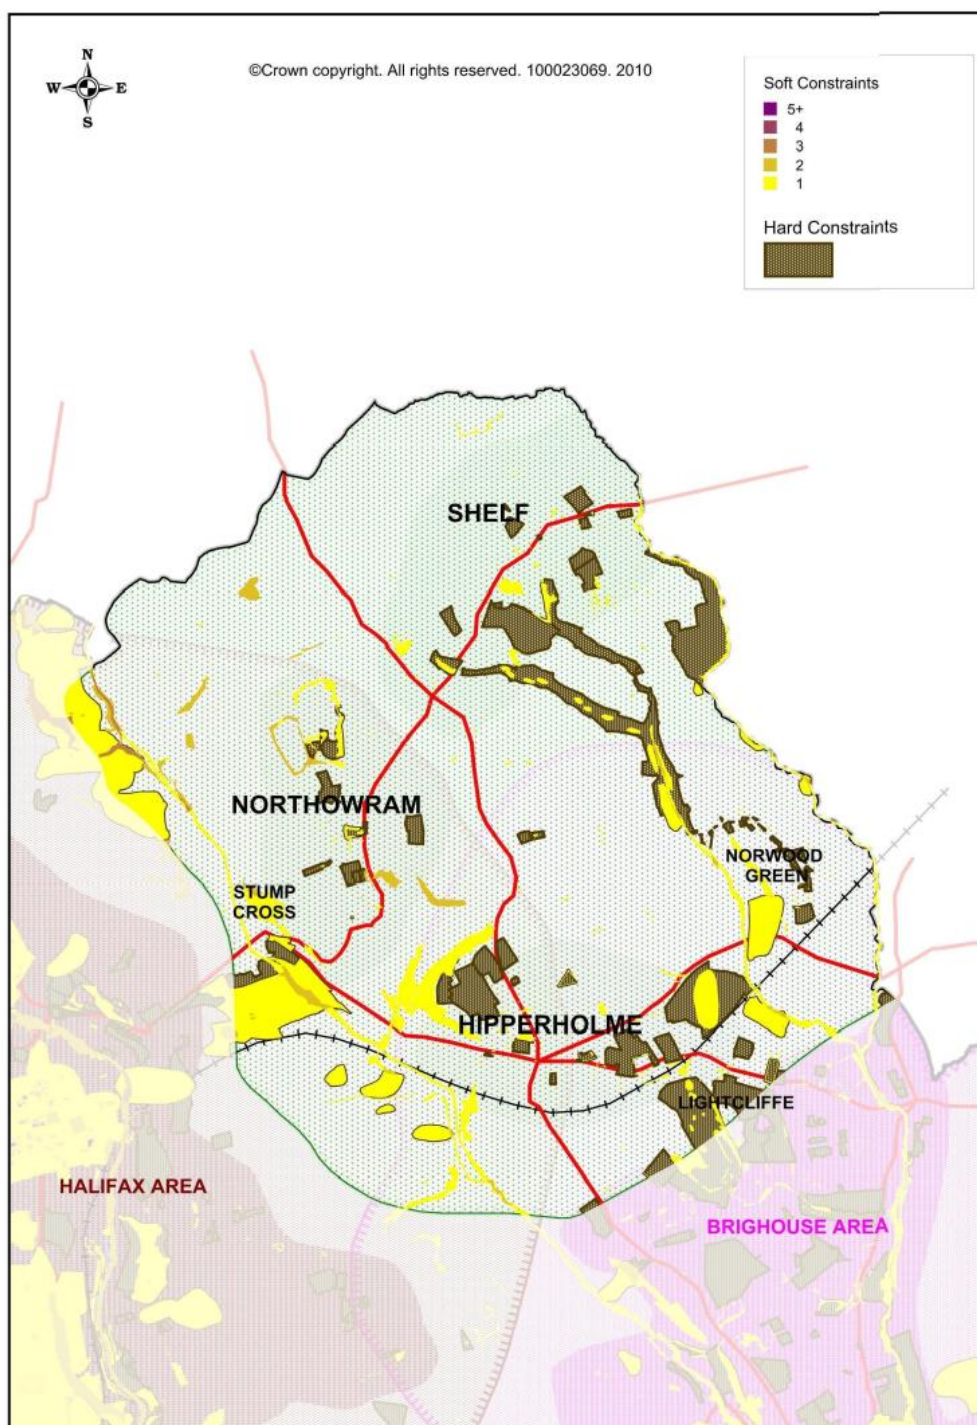 N
W E
S
©Crown copyright. All rights reserved. 100023069. 2010
Soft Constraints
5+
4
3
2
1
Hard Constraints
SHELF
NORTHOWRAM
NORWOOD
GREEN
STUMP
CROSS
HIPPERHOLME
LIGHTCLIFFE
HALIFAX AREA
BRIGHOUSE AREA